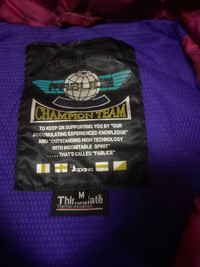 CHAMPION TEAM
TO KEEP ON SUPPORTING YOU BY "OUR
ACCUMULATING EXPERIENCED KNOWLEDGE"
AND "OUTSTANDING HIGH TECHNOLOGY
WITH INDOMITABLE SPIRIT"
..... THAT'S CALLED "FABLICE"
M
Thinsulate